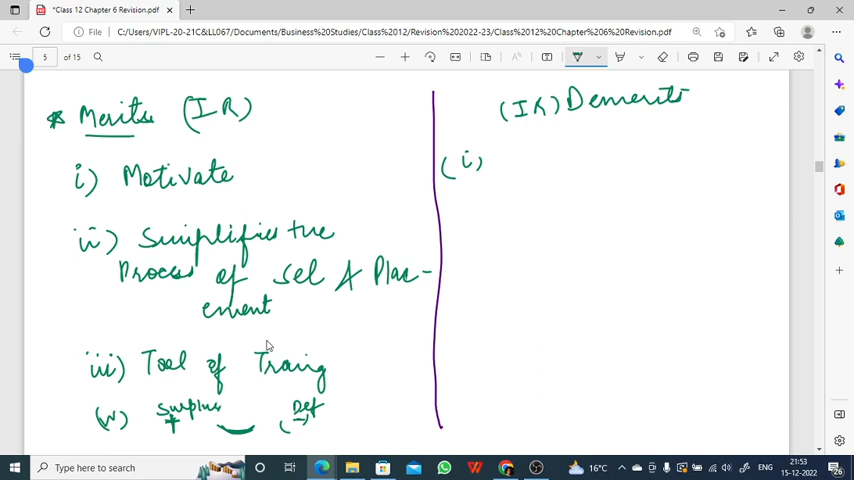 *Class 12 Chapter 6 Revision.pdf
File
C:/Users/VIPL-20-21C&LL067/Documents/Business%20Studies/Class%2012/Revision%202022-23/Class%2012%20Chapter%206%20Revision.pdf
5 of 15
* Merits (IR)
i) Motivate
ii) Simplifies the
Process of Sel & Plac-
ement
iii) Tool of Traing
(iv) Surplus Def
+ (-)
(IR) Demerits
(i)
Type here to search
16°C
ENG
21:53
15-12-2022
26